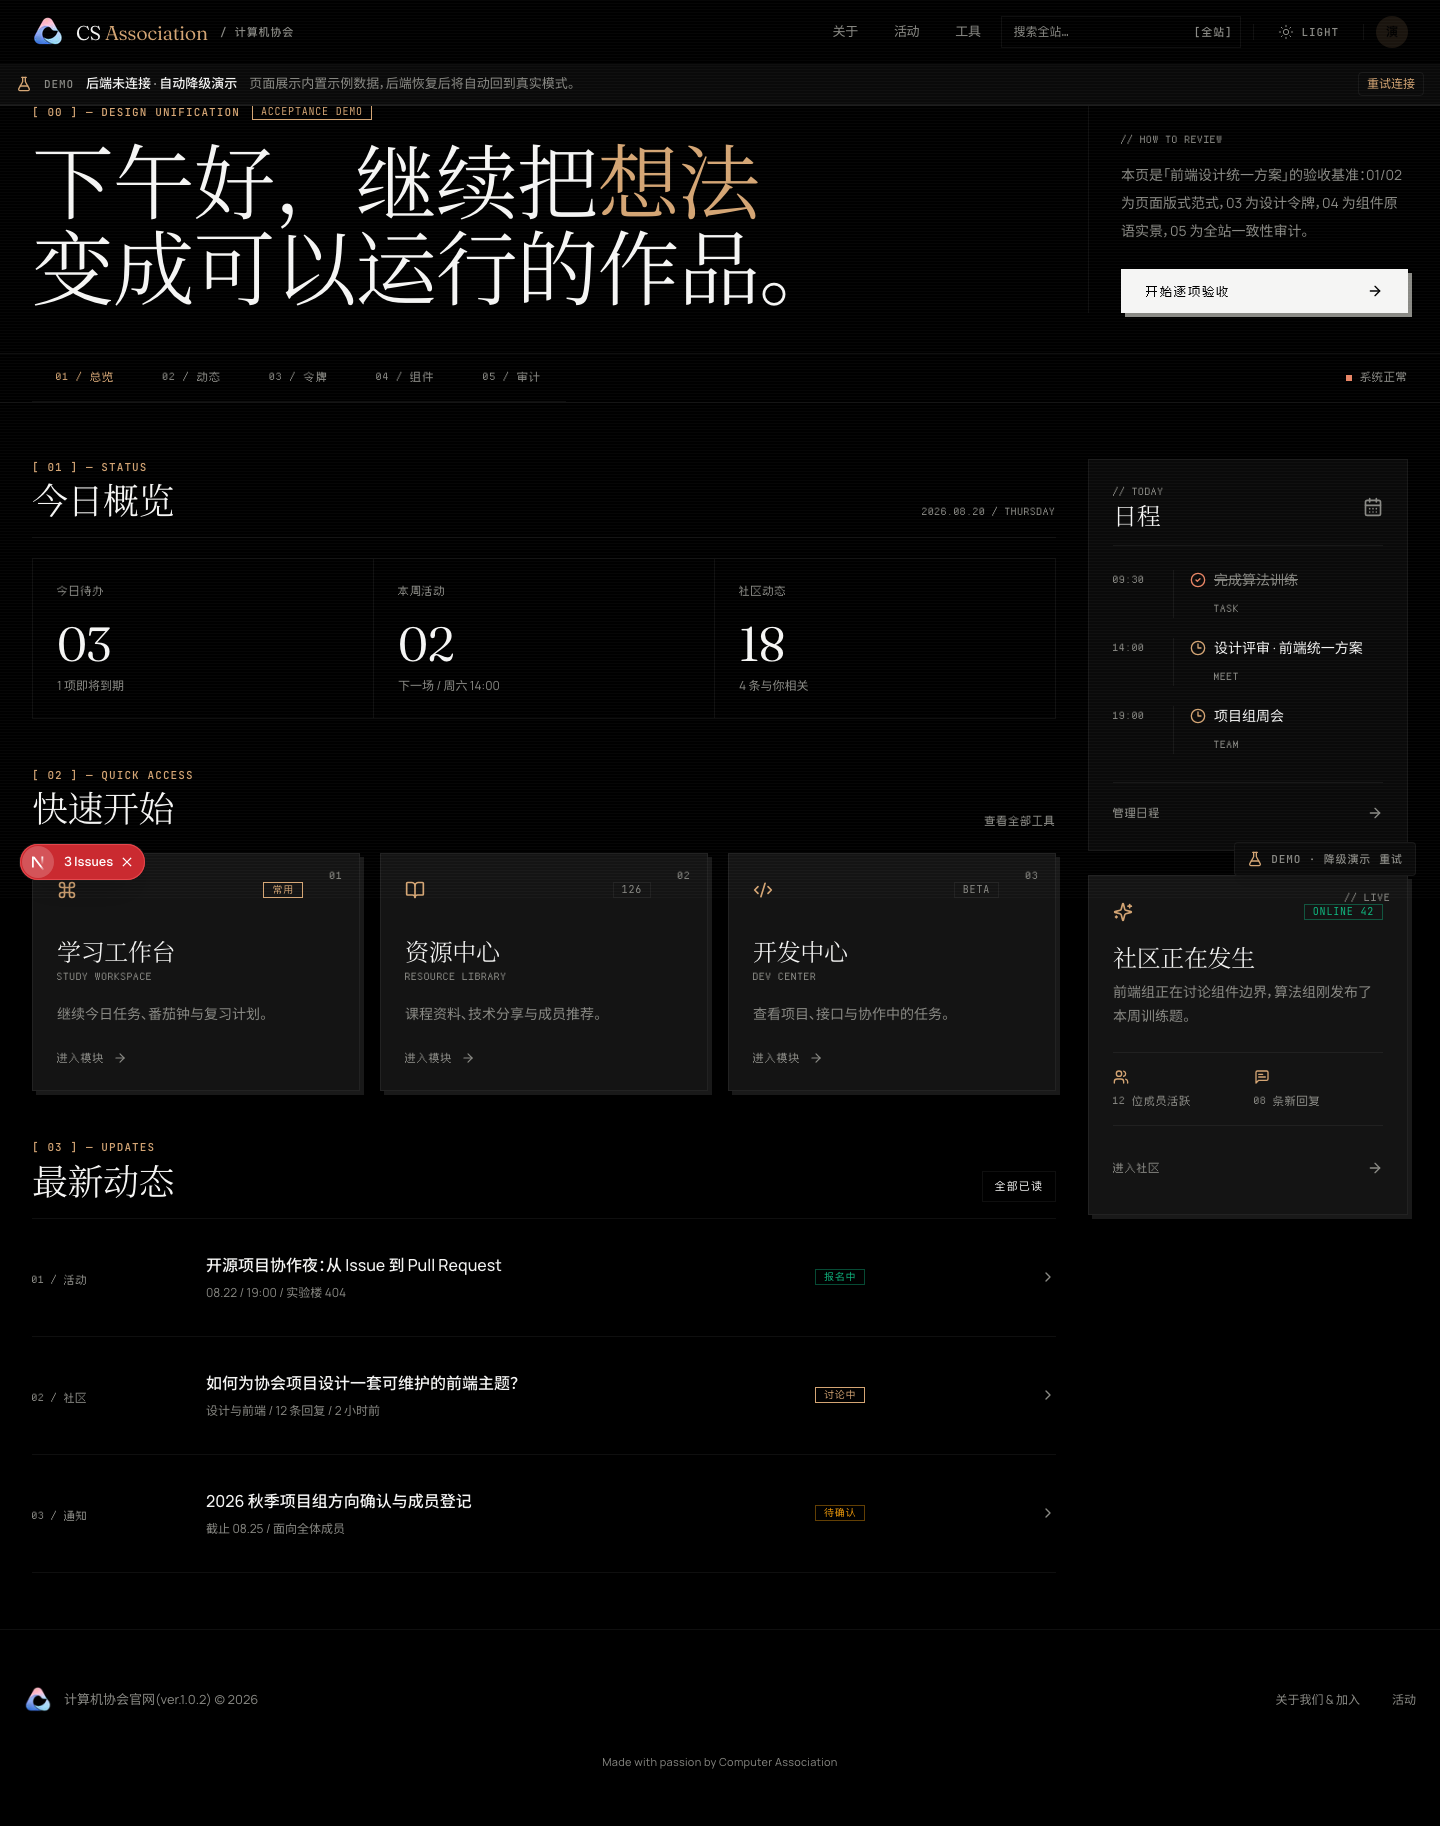 CS Association / 计算机协会
关于 活动 工具 搜索全站… [全站] LIGHT 演
DEMO 后端未连接 · 自动降级演示 页面展示内置示例数据，后端恢复后将自动回到真实模式。 重试连接
[ 00 ] — DESIGN UNIFICATION ACCEPTANCE DEMO
下午好，继续把想法
变成可以运行的作品。
// HOW TO REVIEW
本页是「前端设计统一方案」的验收基准：01/02
为页面版式范式，03 为设计令牌，04 为组件原
语实景，05 为全站一致性审计。
开始逐项验收
01 / 总览 02 / 动态 03 / 令牌 04 / 组件 05 / 审计
系统正常
[ 01 ] — STATUS
今日概览
2026.08.20 / THURSDAY
今日待办
03
1 项即将到期
本周活动
02
下一场 / 周六 14:00
社区动态
18
4 条与你相关
// TODAY
日程
09:30 完成算法训练
TASK
14:00 设计评审 · 前端统一方案
MEET
19:00 项目组周会
TEAM
管理日程
[ 02 ] — QUICK ACCESS
快速开始
查看全部工具
N 3 Issues
常用 01
学习工作台
STUDY WORKSPACE
继续今日任务、番茄钟与复习计划。
进入模块
126 02
资源中心
RESOURCE LIBRARY
课程资料、技术分享与成员推荐。
进入模块
BETA 03
开发中心
DEV CENTER
查看项目、接口与协作中的任务。
进入模块
DEMO · 降级演示 重试
// LIVE
ONLINE 42
社区正在发生
前端组正在讨论组件边界，算法组刚发布了
本周训练题。
12 位成员活跃
08 条新回复
进入社区
[ 03 ] — UPDATES
最新动态
全部已读
01 / 活动
开源项目协作夜：从 Issue 到 Pull Request
08.22 / 19:00 / 实验楼 404
报名中
02 / 社区
如何为协会项目设计一套可维护的前端主题？
设计与前端 / 12 条回复 / 2 小时前
讨论中
03 / 通知
2026 秋季项目组方向确认与成员登记
截止 08.25 / 面向全体成员
待确认
计算机协会官网(ver.1.0.2) © 2026
关于我们 & 加入 活动
Made with passion by Computer Association